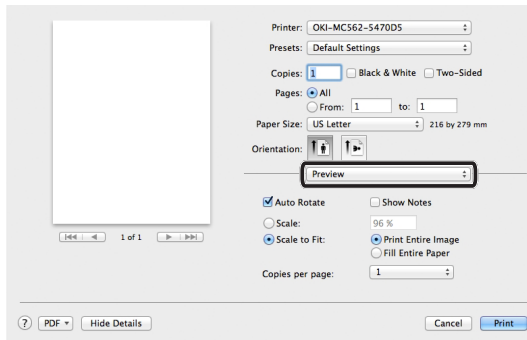 Printer: OKI-MC562-5470D5
Presets: Default Settings
Copies: 1 Black & White Two-Sided
Pages: All
From: 1 to: 1
Paper Size: US Letter 216 by 279 mm
Orientation:
Preview
Auto Rotate Show Notes
Scale: 96 %
Scale to Fit: Print Entire Image
Fill Entire Paper
Copies per page: 1
1 of 1
? PDF Hide Details Cancel Print